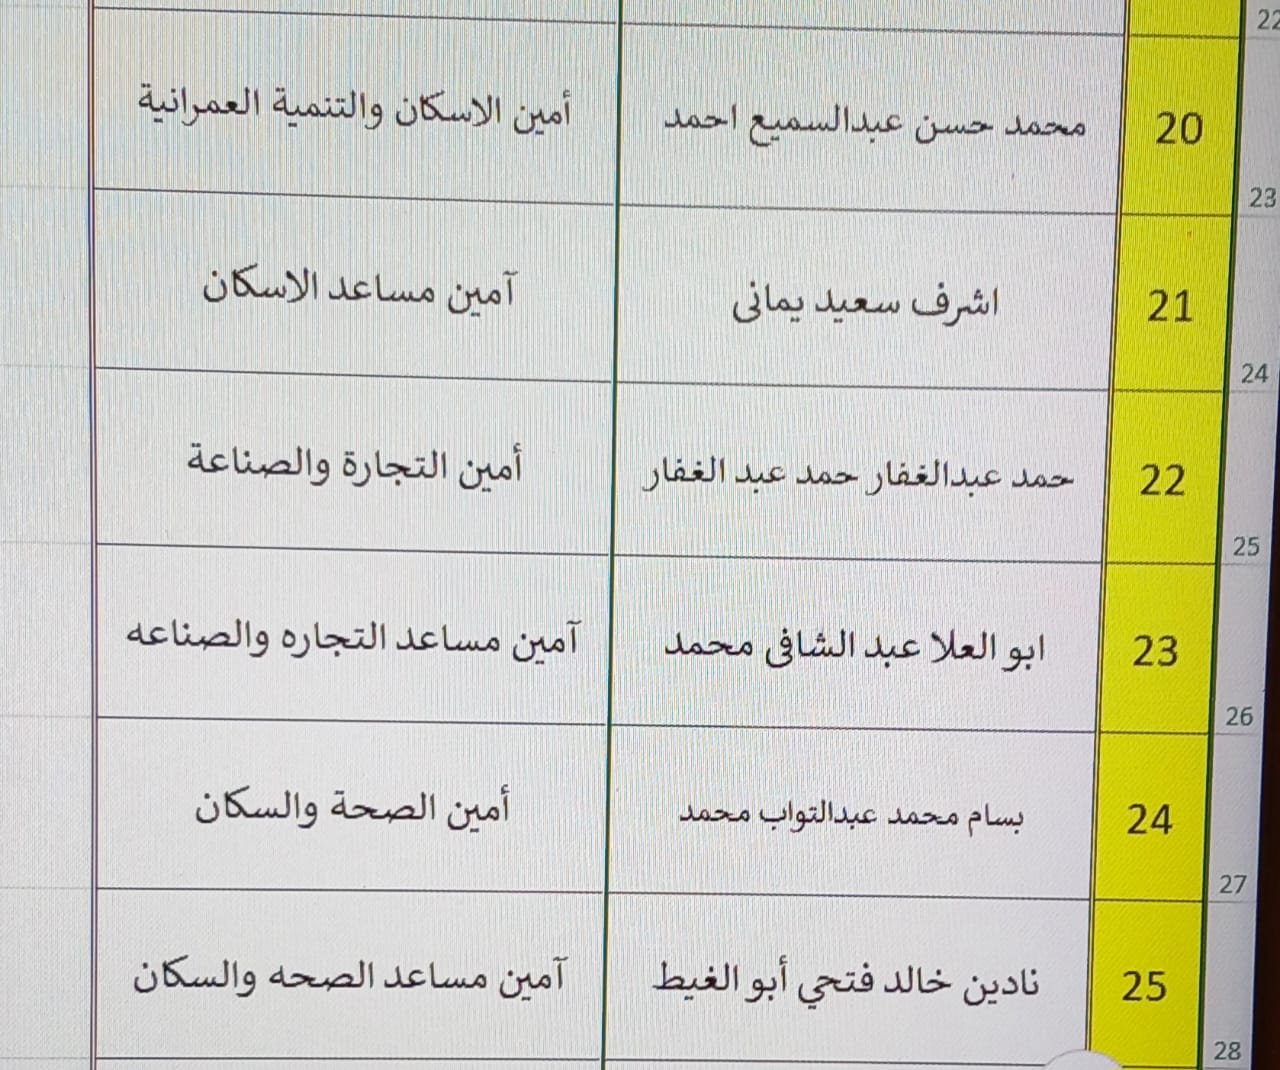 22
20 محمد حسن عبدالسميع احمد أمين الاسكان والتنمية العمرانية
23
21 اشرف سعيد يمانى آمين مساعد الاسكان
24
22 حمد عبدالغفار حمد عبد الغفار أمين التجارة والصناعة
25
23 ابو العلا عبد الشافى محمد آمين مساعد التجاره والصناعه
26
24 بسام محمد عبدالتواب محمد أمين الصحة والسكان
27
25 نادين خالد فتحي أبو الغيط آمين مساعد الصحه والسكان
28